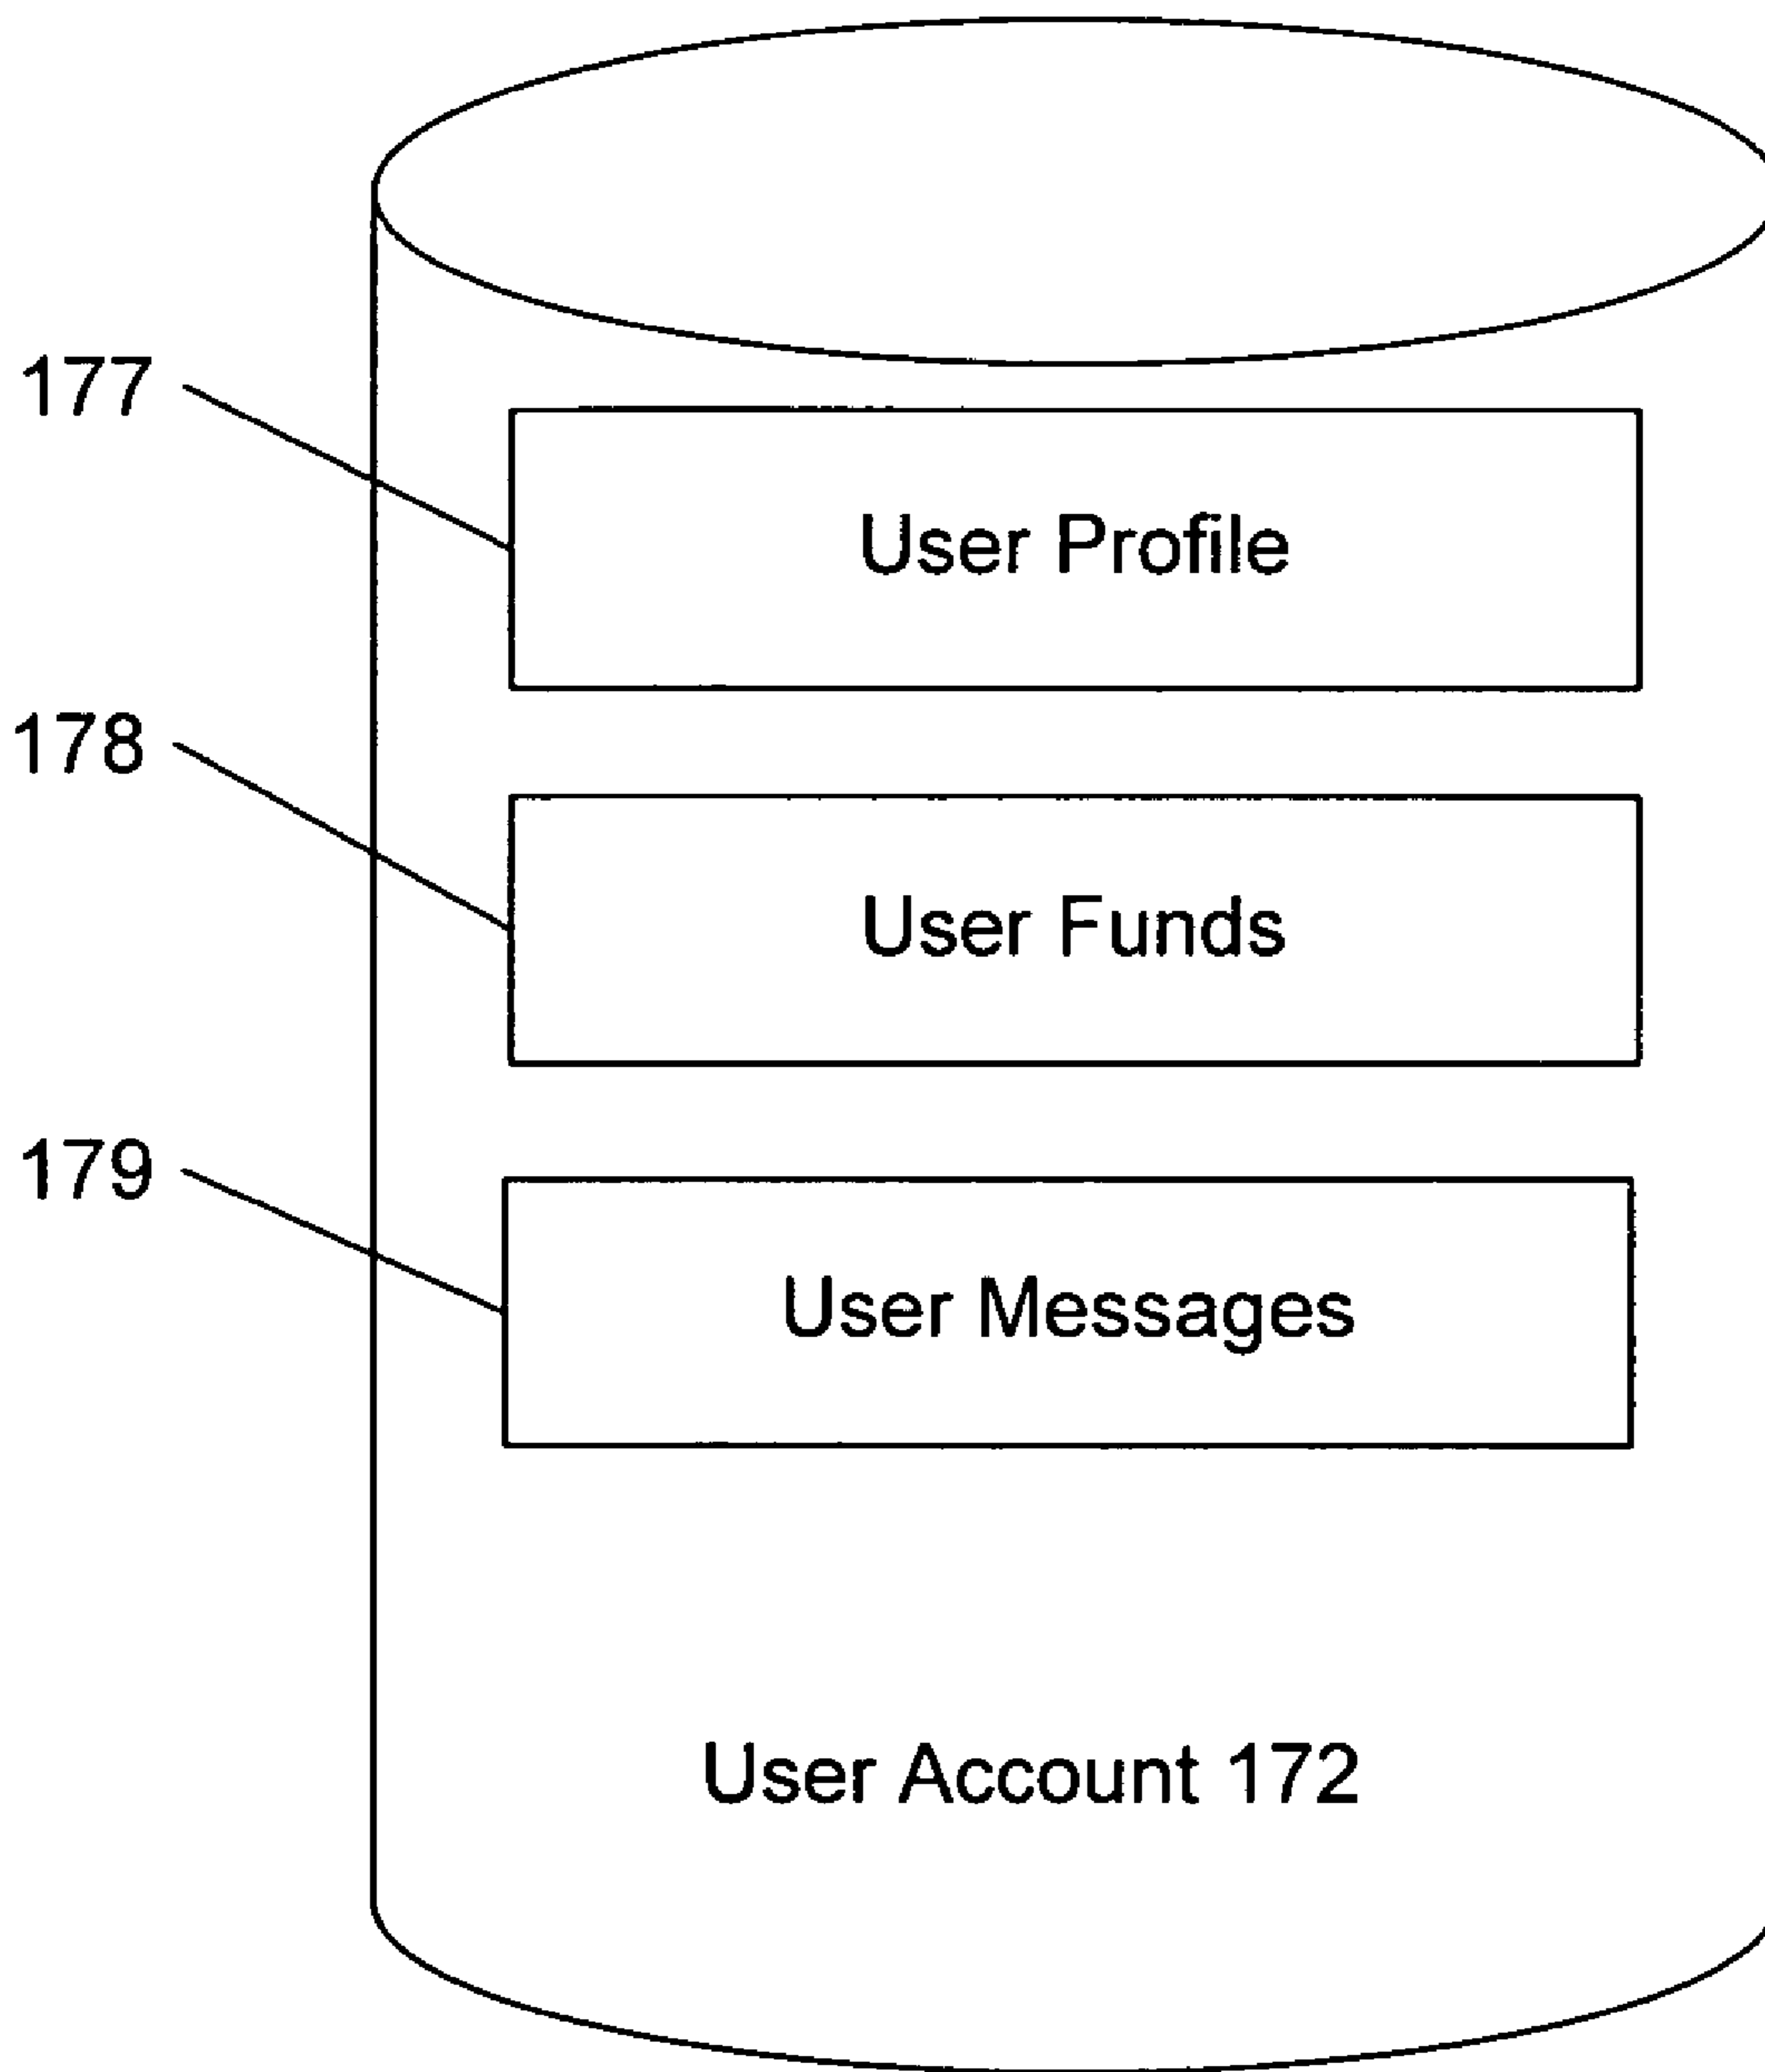 177
User Profile
178
User Funds
179
User Messages
User Account 172